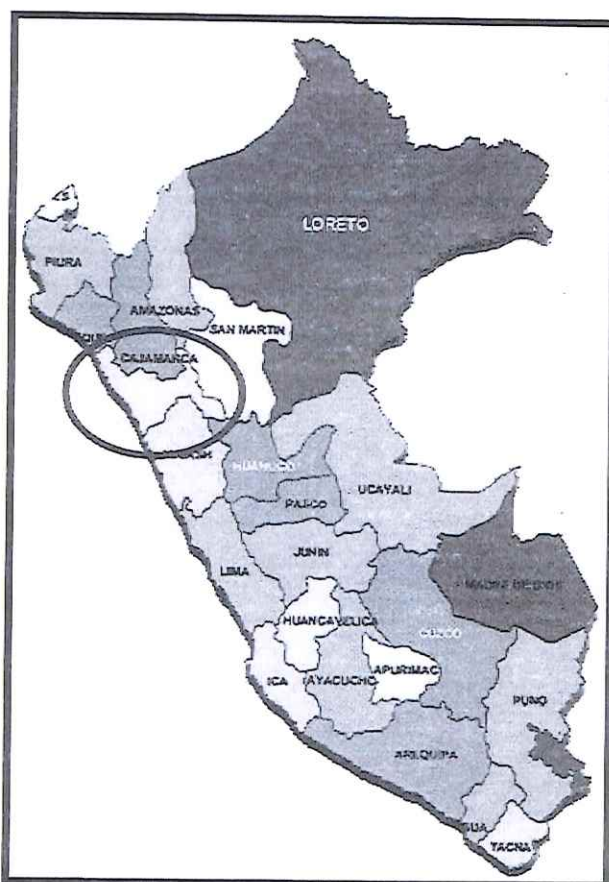 LORETO
PIURA
AMAZONAS
SAN MARTIN
CAJAMARCA
HUANUCO
UCAYALI
PASCO
JUNIN
LIMA
HUANCAVELICA
CUZCO
ICA
AYACUCHO
APURIMAC
PUNO
AREQUIPA
TACNA